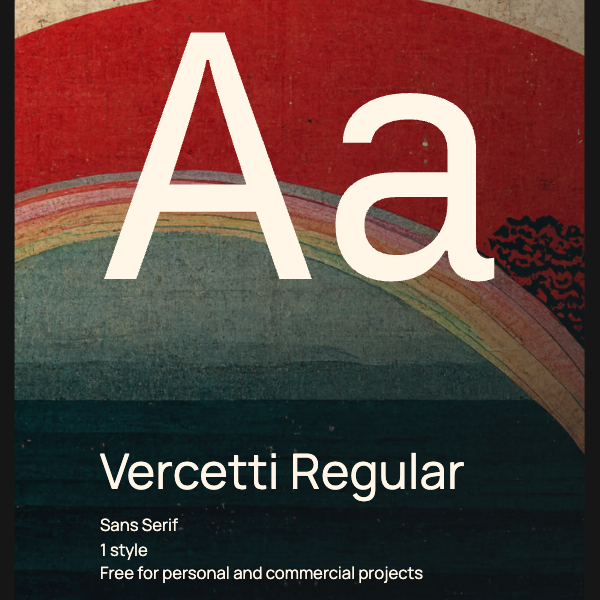 Aa
Vercetti Regular
Sans Serif
1 style
Free for personal and commercial projects